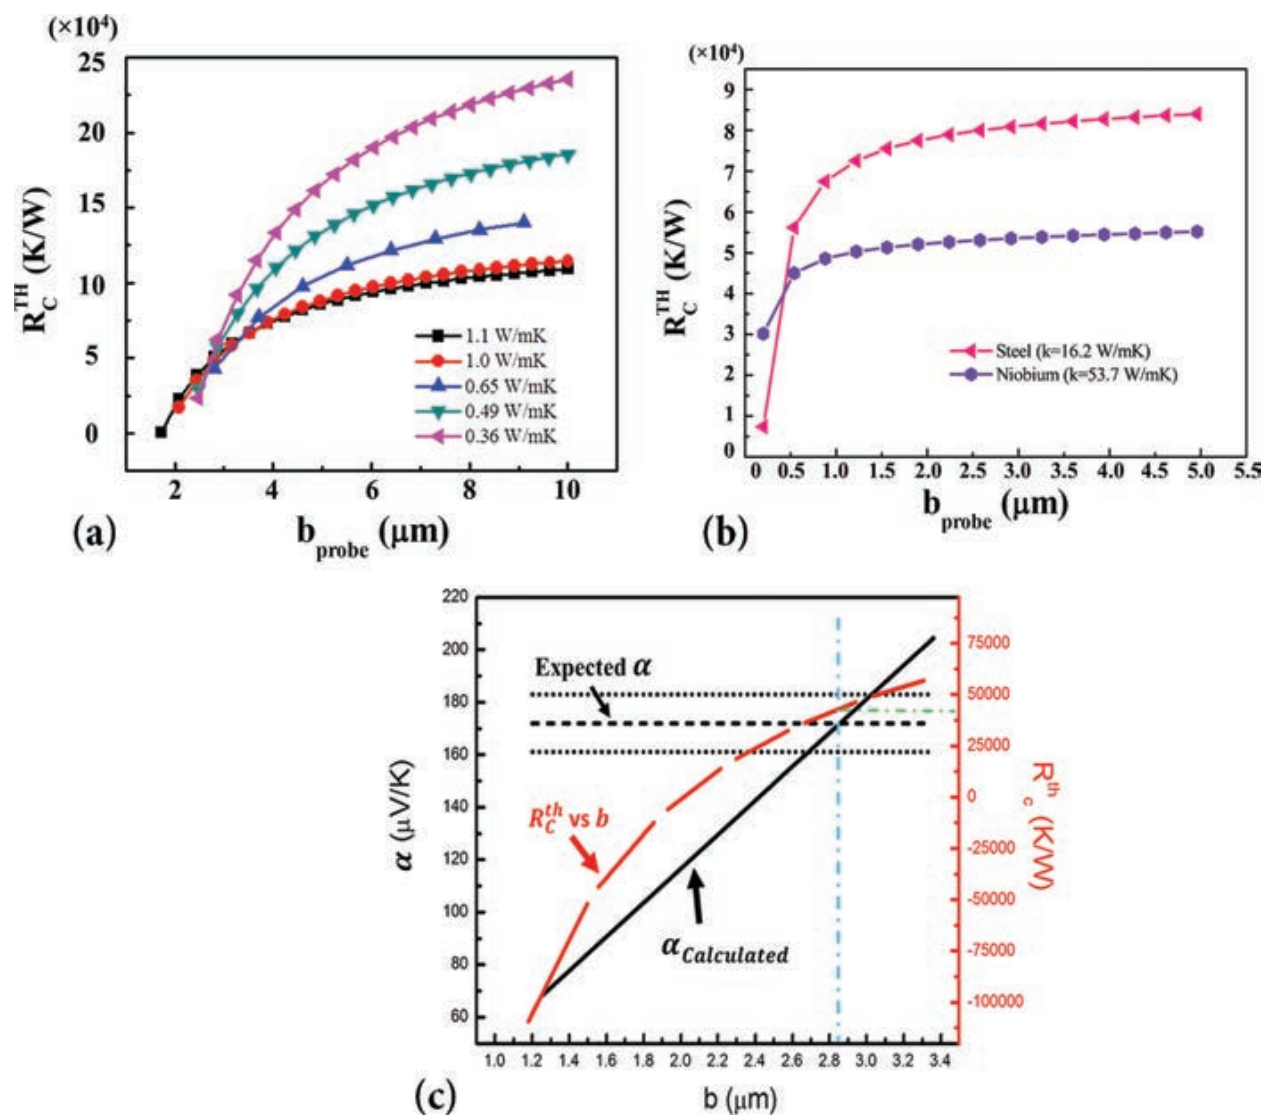 (×10⁴)
25
20
15
10
5
0
R_C^TH (K/W)
1.1 W/mK
1.0 W/mK
0.65 W/mK
0.49 W/mK
0.36 W/mK
2 4 6 8 10
b_probe (μm)
(a)
(×10⁴)
9
8
7
6
5
4
3
2
1
0
R_C^TH (K/W)
Steel (k=16.2 W/mK)
Niobium (k=53.7 W/mK)
0 0.5 1.0 1.5 2.0 2.5 3.0 3.5 4.0 4.5 5.0 5.5
b_probe (μm)
(b)
220
200
180
160
140
120
100
80
60
α (μV/K)
Expected α
R_C^th vs b
α_Calculated
75000
50000
25000
0
-25000
-50000
-75000
-100000
R^th_c (K/W)
1.0 1.2 1.4 1.6 1.8 2.0 2.2 2.4 2.6 2.8 3.0 3.2 3.4
b (μm)
(c)